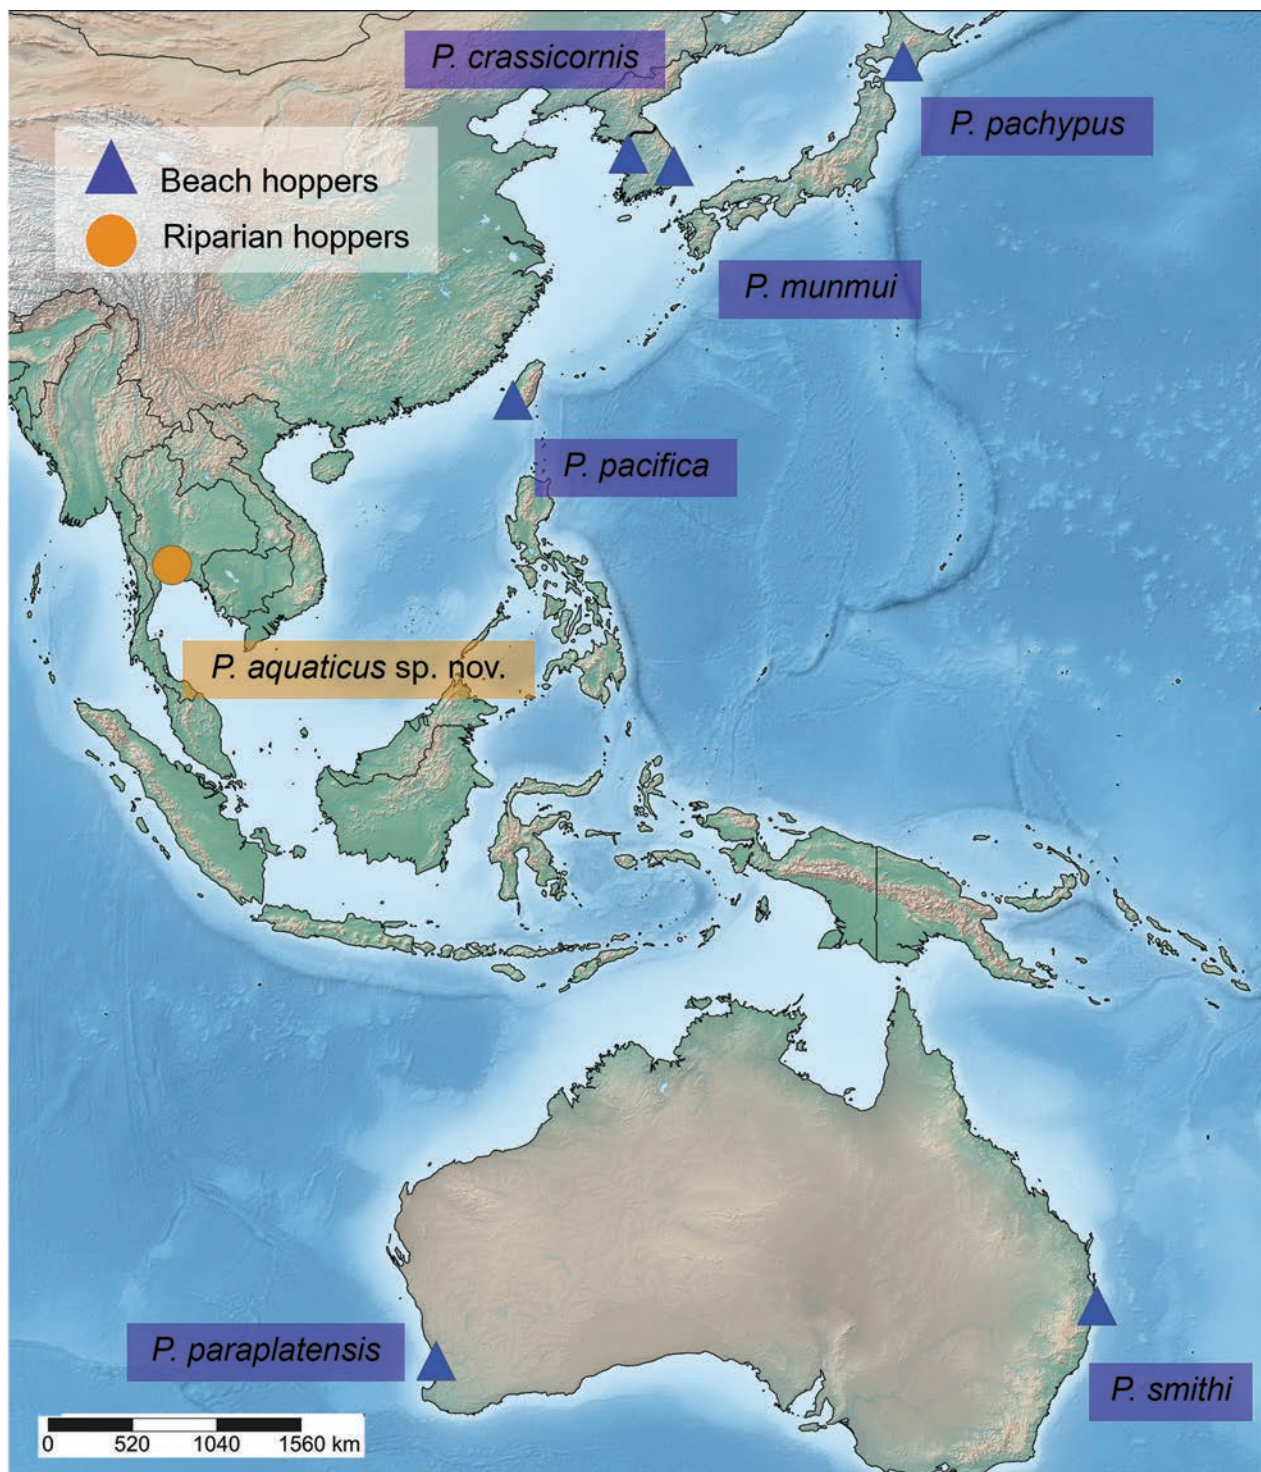 P. crassicornis
P. pachypus
Beach hoppers
Riparian hoppers
P. munmui
P. pacifica
P. aquaticus sp. nov.
P. paraplatensis
P. smithi
0 520 1040 1560 km